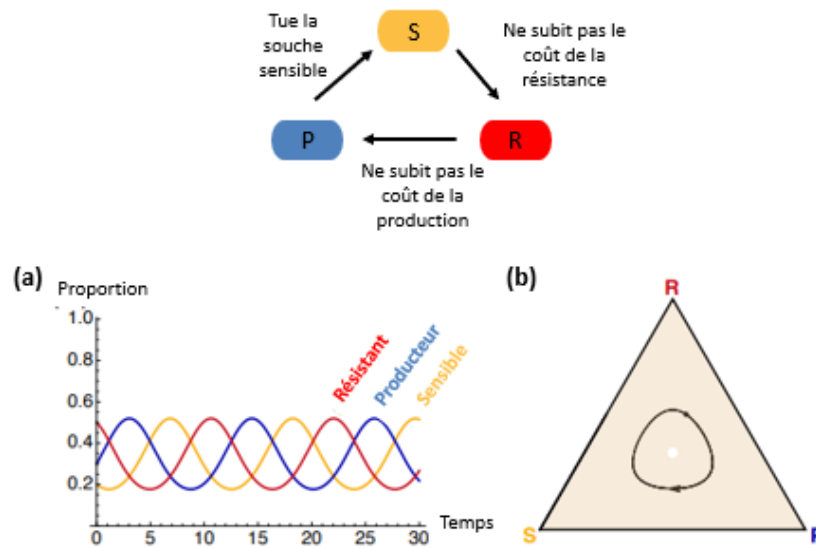 Tue la
souche
sensible
S
Ne subit pas le
coût de la
résistance
P
R
Ne subit pas le
coût de la
production
(a)
Proportion
1.0
0.8
0.6
0.4
0.2
0 5 10 15 20 25 30
Temps
Résistant
Producteur
Sensible
(b)
R
S
P